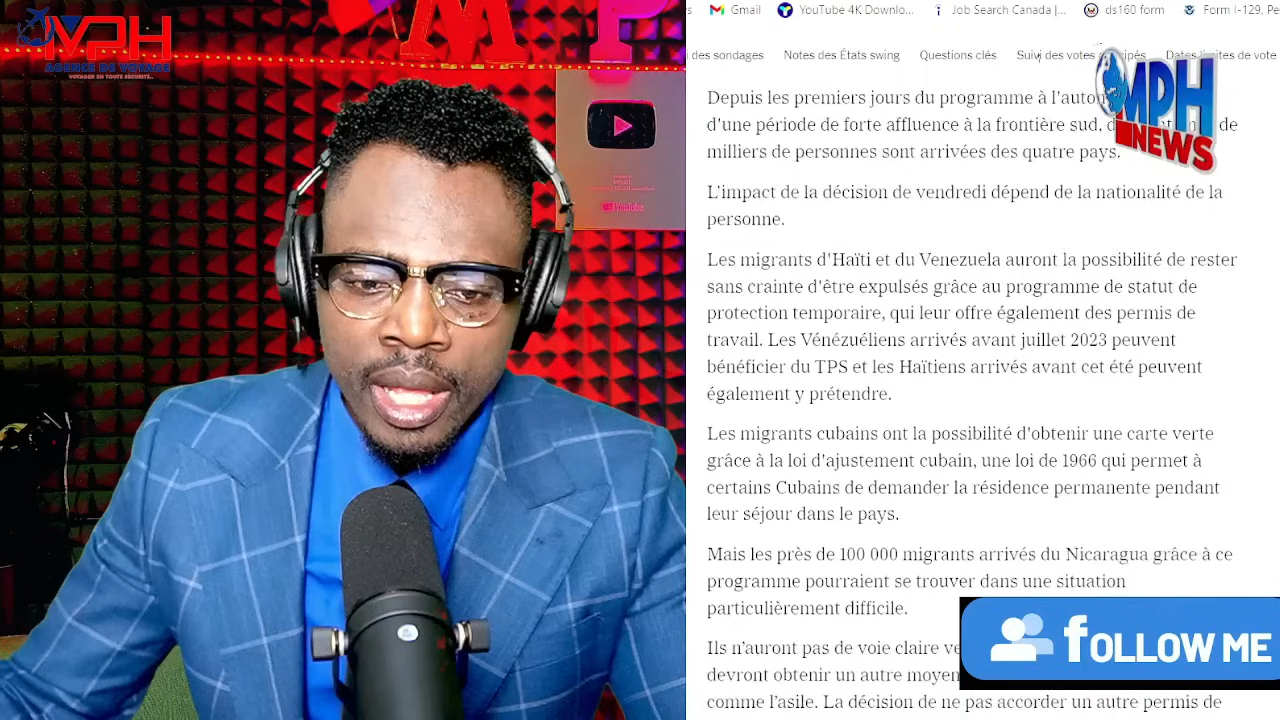 MPH
AGENCE DE VOYAGE
VOYAGER EN TOUTE SÉCURITÉ..
M P
YouTube
Gmail
YouTube 4K Downlo...
Job Search Canada |...
ds160 form
Form I-129, Pe
des sondages
Notes des États swing
Questions clés
Suivi des votes
Dates limites de vote
MPH
NEWS
Depuis les premiers jours du programme à
d'une période de forte affluence à la frontière sud, de
milliers de personnes sont arrivées des quatre pays.
L'impact de la décision de vendredi dépend de la nationalité de la
personne.
Les migrants d'Haïti et du Venezuela auront la possibilité de rester
sans crainte d'être expulsés grâce au programme de statut de
protection temporaire, qui leur offre également des permis de
travail. Les Vénézuéliens arrivés avant juillet 2023 peuvent
bénéficier du TPS et les Haïtiens arrivés avant cet été peuvent
également y prétendre.
Les migrants cubains ont la possibilité d'obtenir une carte verte
grâce à la loi d'ajustement cubain, une loi de 1966 qui permet à
certains Cubains de demander la résidence permanente pendant
leur séjour dans le pays.
Mais les près de 100 000 migrants arrivés du Nicaragua grâce à ce
programme pourraient se trouver dans une situation
particulièrement difficile.
Ils n'auront pas de voie claire
devront obtenir un autre moyen
comme l'asile. La décision de ne pas accorder un autre permis de
FOLLOW ME